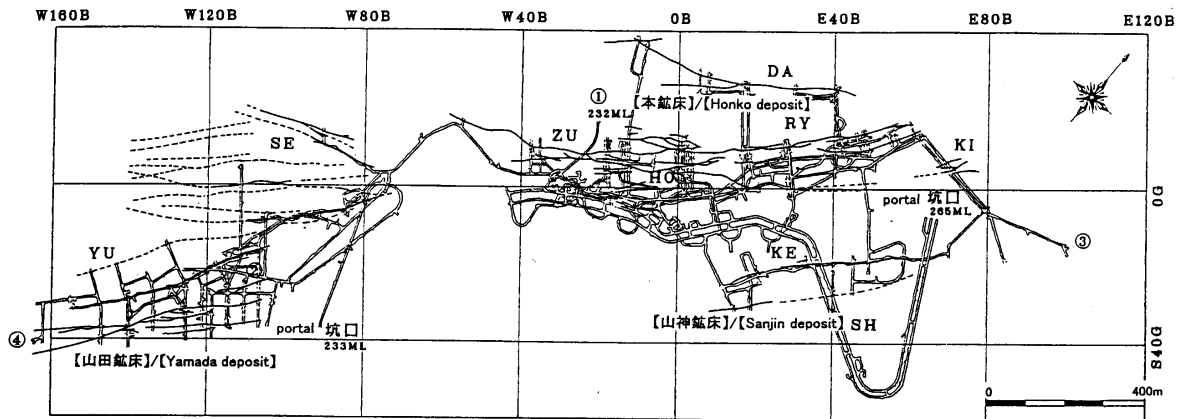 W160B W120B W80B W40B 0B E40B E80B E120B
DA
【本鉱床】/[Honko deposit]
①
232ML
ZU
RY
SE
KI
HO
0G
portal 坑口
265ML
③
YU
KE
【山神鉱床】/[Sanjin deposit]
SH
portal 坑口
233ML
④
【山田鉱床】/[Yamada deposit]
S40G
0 400m